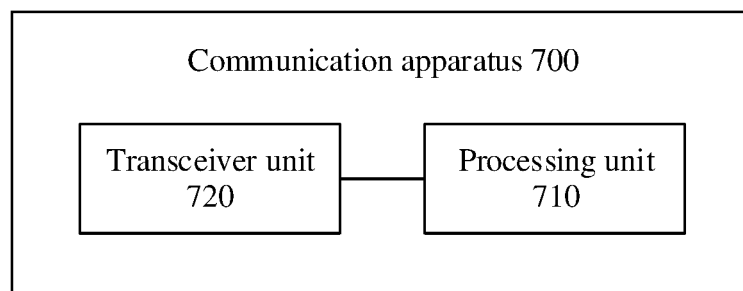 Communication apparatus 700
Transceiver unit
720
Processing unit
710